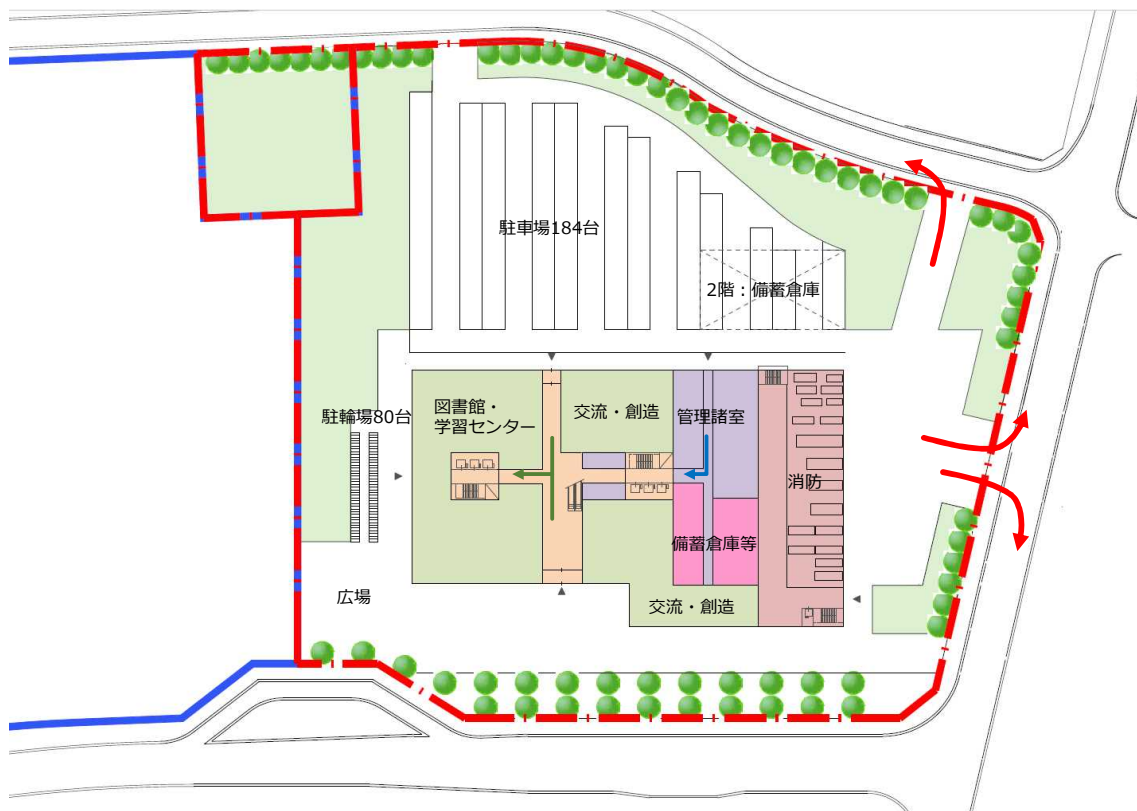 駐車場184台
2階：備蓄倉庫
駐輪場80台
図書館・
学習センター
交流・創造
管理諸室
消防
備蓄倉庫等
広場
交流・創造